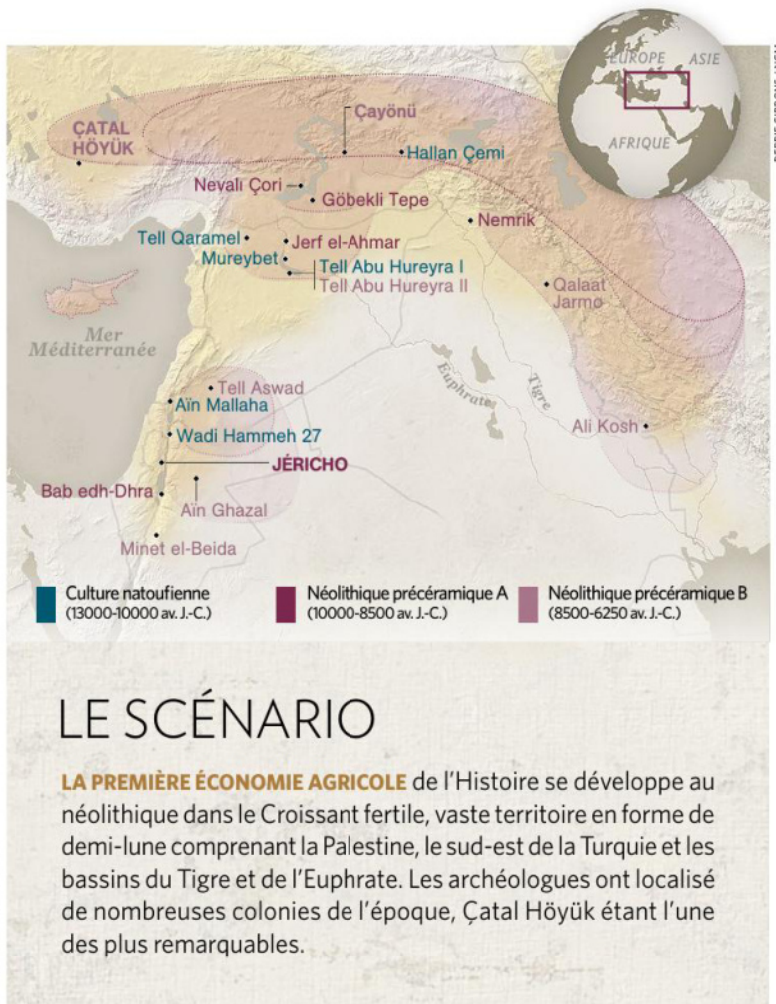 EUROPE
ASIE
AFRIQUE
ÇATAL
HÖYÜK
Çayönü
Hallan Çemi
Nevalı Çori
Göbekli Tepe
Nemrik
Tell Qaramel
Jerf el-Ahmar
Mureybet
Tell Abu Hureyra I
Tell Abu Hureyra II
Qalaat
Jarmo
Mer
Méditerranée
Euphrate
Tigre
Tell Aswad
Aïn Mallaha
Wadi Hammeh 27
Ali Kosh
JÉRICHO
Bab edh-Dhra
Aïn Ghazal
Minet el-Beida
Culture natoufienne
(13000-10000 av. J.-C.)
Néolithique précéramique A
(10000-8500 av. J.-C.)
Néolithique précéramique B
(8500-6250 av. J.-C.)
LE SCÉNARIO
LA PREMIÈRE ÉCONOMIE AGRICOLE de l'Histoire se développe au
néolithique dans le Croissant fertile, vaste territoire en forme de
demi-lune comprenant la Palestine, le sud-est de la Turquie et les
bassins du Tigre et de l'Euphrate. Les archéologues ont localisé
de nombreuses colonies de l'époque, Çatal Höyük étant l'une
des plus remarquables.